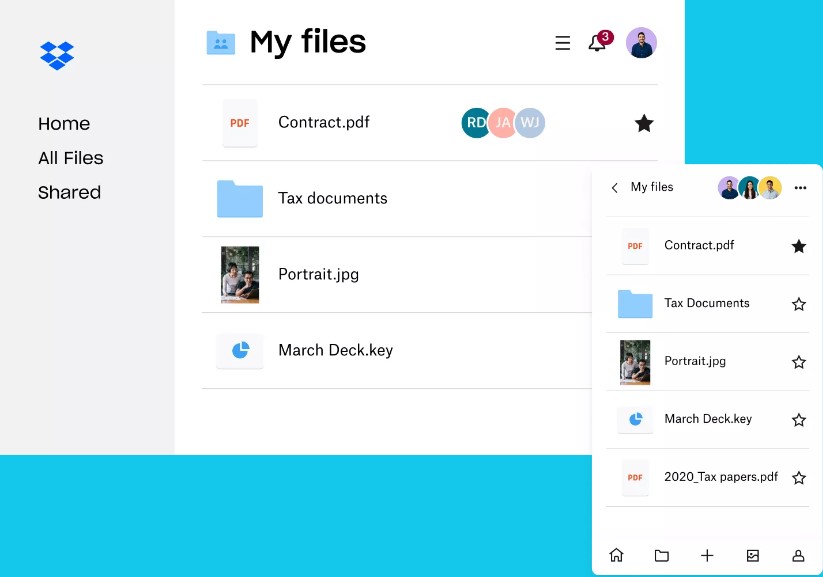 My files
3
Home
All Files
Shared
PDF
Contract.pdf
RD
JA
WJ
Tax documents
Portrait.jpg
March Deck.key
My files
PDF
Contract.pdf
Tax Documents
Portrait.jpg
March Deck.key
PDF
2020_Tax papers.pdf